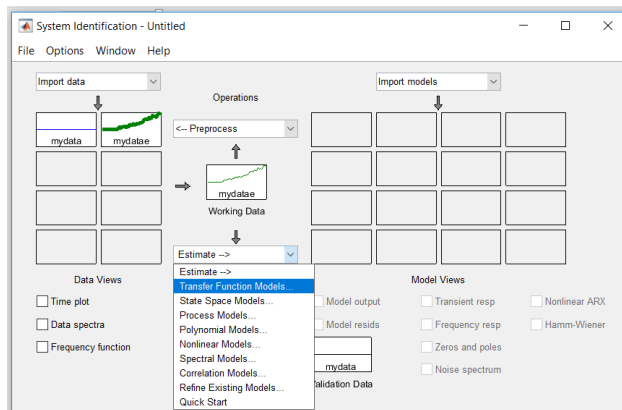 System Identification - Untitled
File Options Window Help
Import data
Operations
Import models
mydata
mydatae
<-- Preprocess
mydatae
Working Data
Estimate -->
Estimate -->
Transfer Function Models...
State Space Models...
Process Models...
Polynomial Models...
Nonlinear Models...
Spectral Models...
Correlation Models...
Refine Existing Models...
Quick Start
Data Views
Time plot
Data spectra
Frequency function
Model Views
Model output
Transient resp
Nonlinear ARX
Model resids
Frequency resp
Hamm-Wiener
Zeros and poles
Noise spectrum
mydata
alidation Data